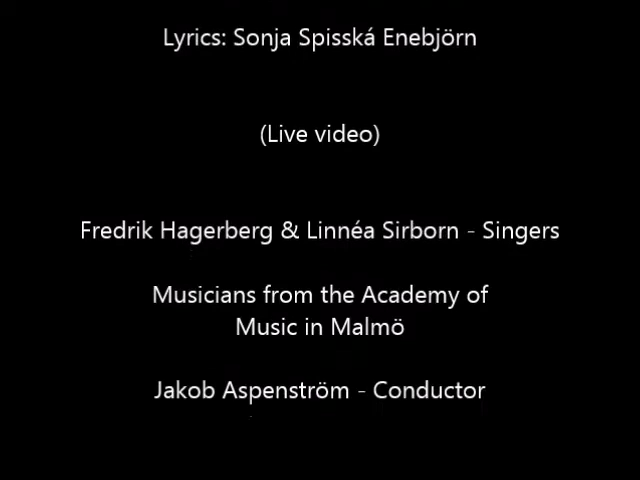 Lyrics: Sonja Spisská Enebjörn
(Live video)
Fredrik Hagerberg & Linnéa Sirborn - Singers
Musicians from the Academy of
Music in Malmö
Jakob Aspenström - Conductor